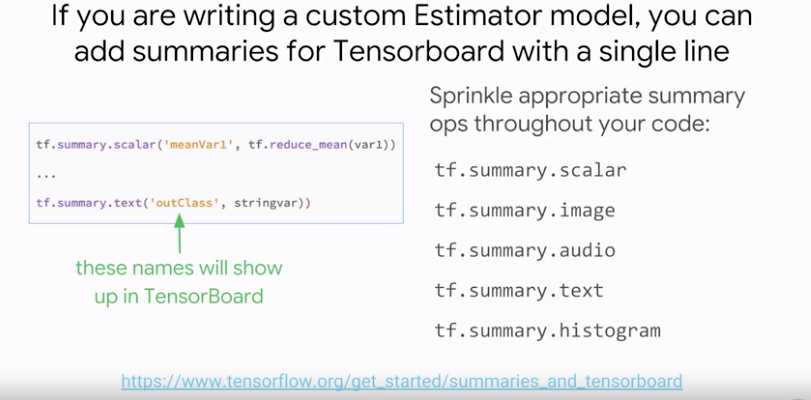 If you are writing a custom Estimator model, you can
add summaries for Tensorboard with a single line
Sprinkle appropriate summary
ops throughout your code:
tf.summary.scalar('meanVar1', tf.reduce_mean(var1))
...
tf.summary.text('outClass', stringvar))
these names will show
up in TensorBoard
tf.summary.scalar
tf.summary.image
tf.summary.audio
tf.summary.text
tf.summary.histogram
https://www.tensorflow.org/get_started/summaries_and_tensorboard